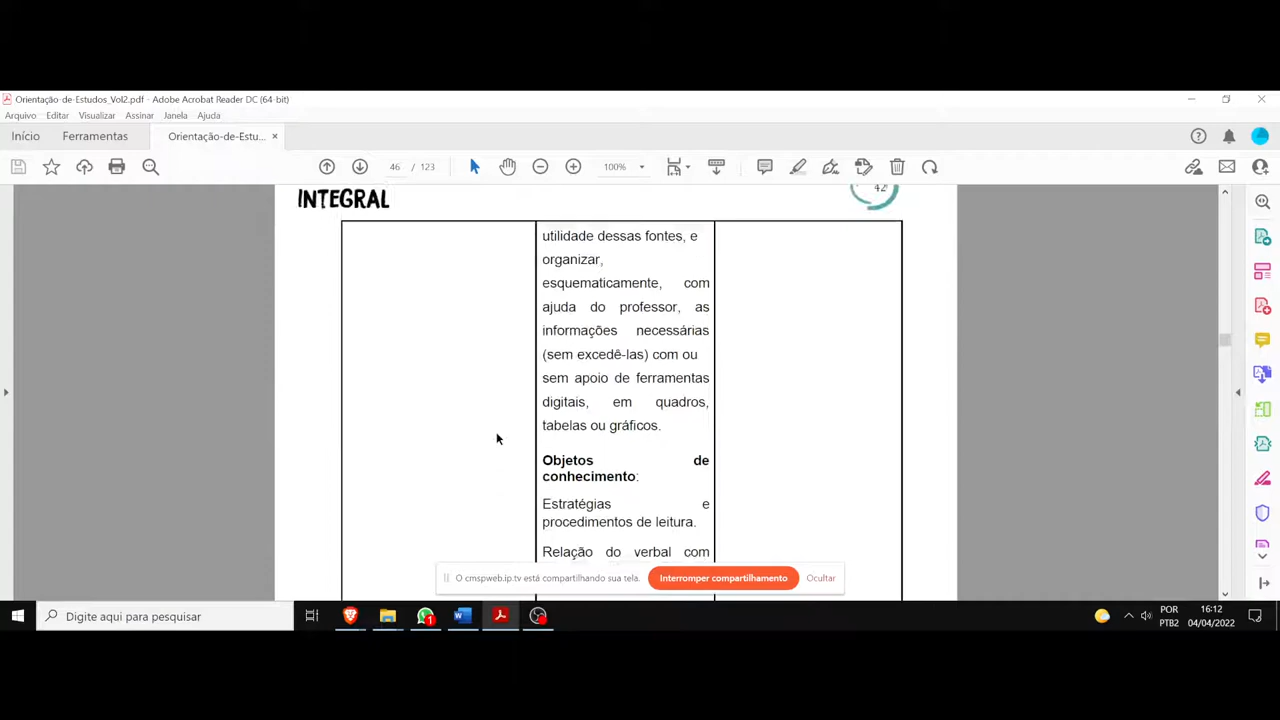 Orientação-de-Estudos_Vol2.pdf - Adobe Acrobat Reader DC (64-bit)
Arquivo Editar Visualizar Assinar Janela Ajuda
Início Ferramentas Orientação-de-Estu... ×
46 / 123 100%
INTEGRAL 42
utilidade dessas fontes, e
organizar,
esquematicamente, com
ajuda do professor, as
informações necessárias
(sem excedê-las) com ou
sem apoio de ferramentas
digitais, em quadros,
tabelas ou gráficos.
Objetos de
conhecimento:
Estratégias e
procedimentos de leitura.
Relação do verbal com
O cmspweb.ip.tv está compartilhando sua tela. Interromper compartilhamento Ocultar
Digite aqui para pesquisar
1
POR 16:12
PTB2 04/04/2022